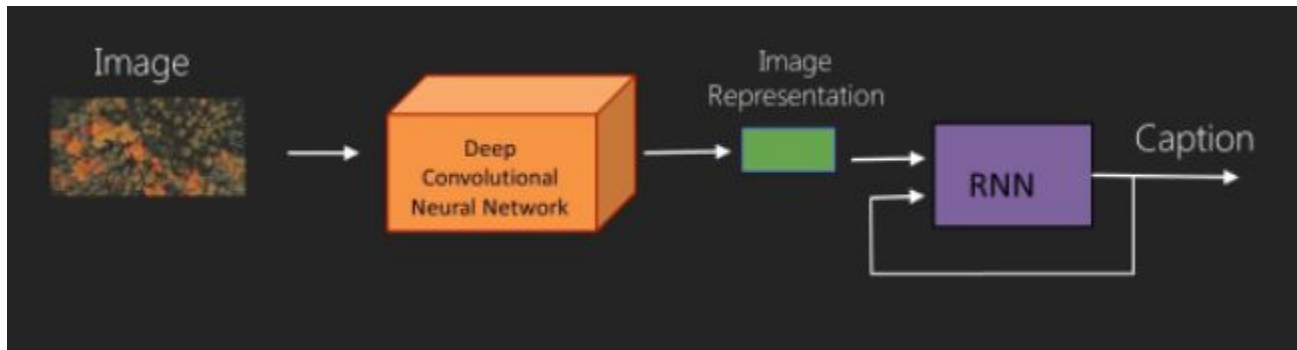 Image
Deep
Convolutional
Neural Network
Image
Representation
RNN
Caption